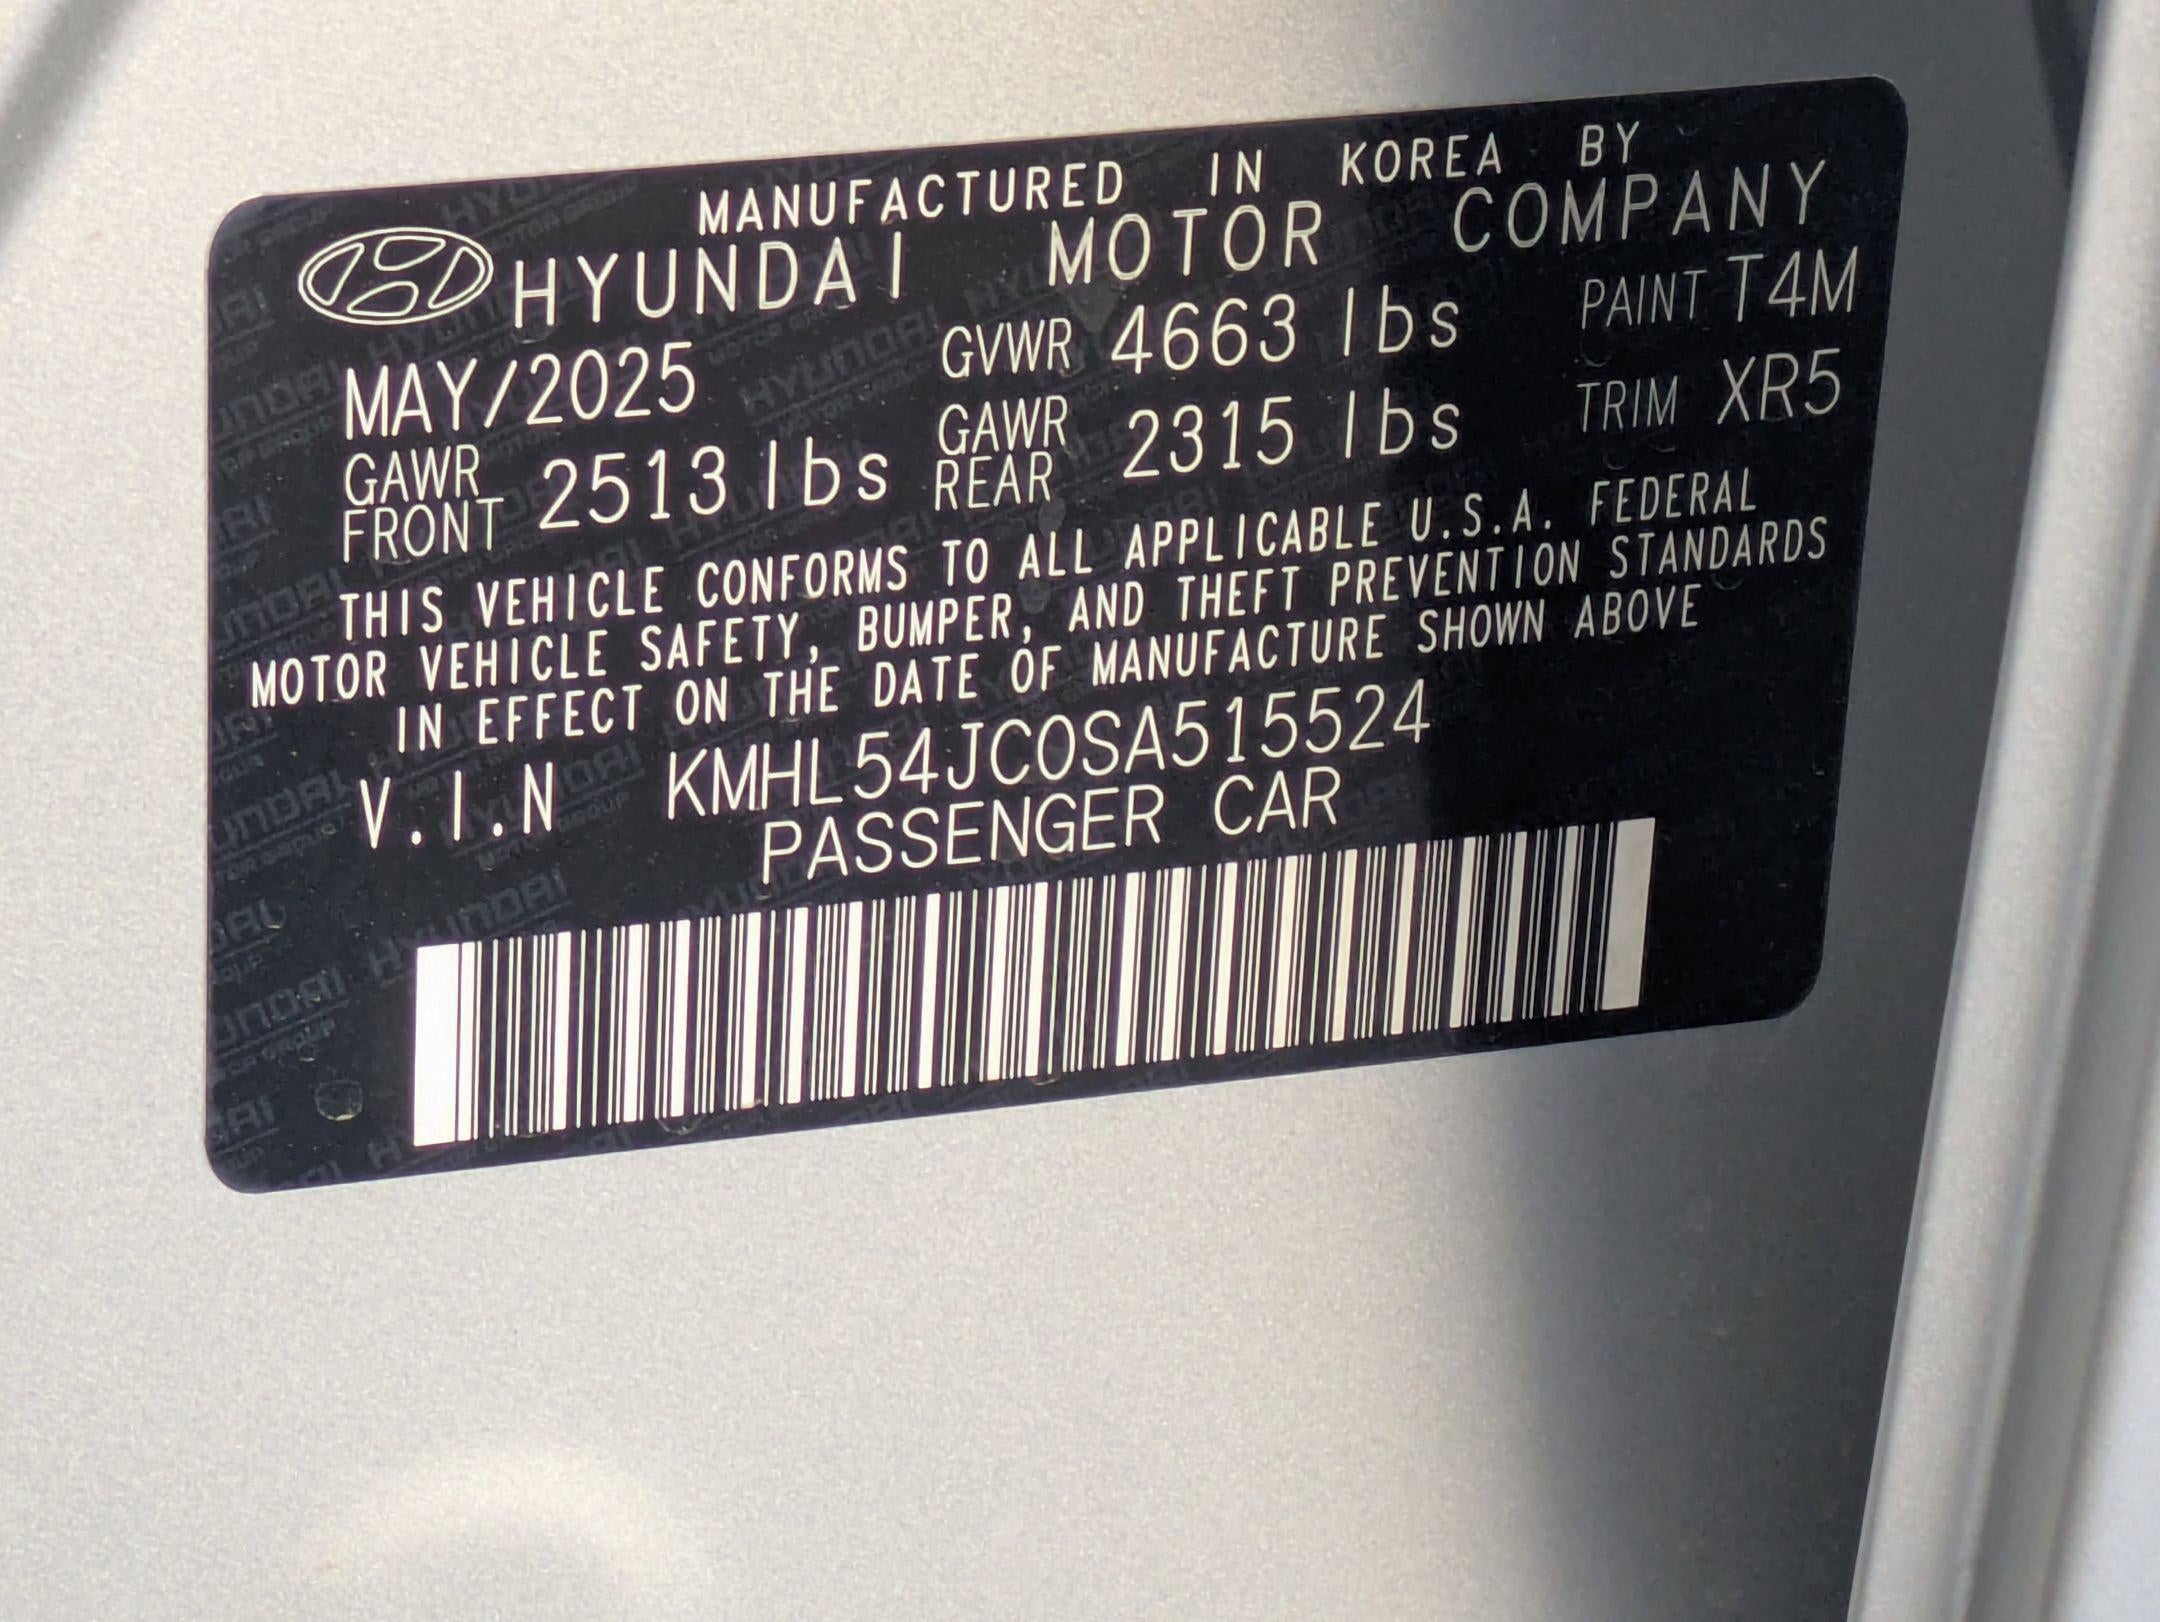 MANUFACTURED IN KOREA BY
HYUNDAI MOTOR COMPANY
MAY/2025 GVWR 4663 lbs PAINT T4M
GAWR FRONT 2513 lbs GAWR REAR 2315 lbs TRIM XR5
THIS VEHICLE CONFORMS TO ALL APPLICABLE U.S.A. FEDERAL
MOTOR VEHICLE SAFETY, BUMPER, AND THEFT PREVENTION STANDARDS
IN EFFECT ON THE DATE OF MANUFACTURE SHOWN ABOVE
V.I.N KMHL54JC0SA515524
PASSENGER CAR